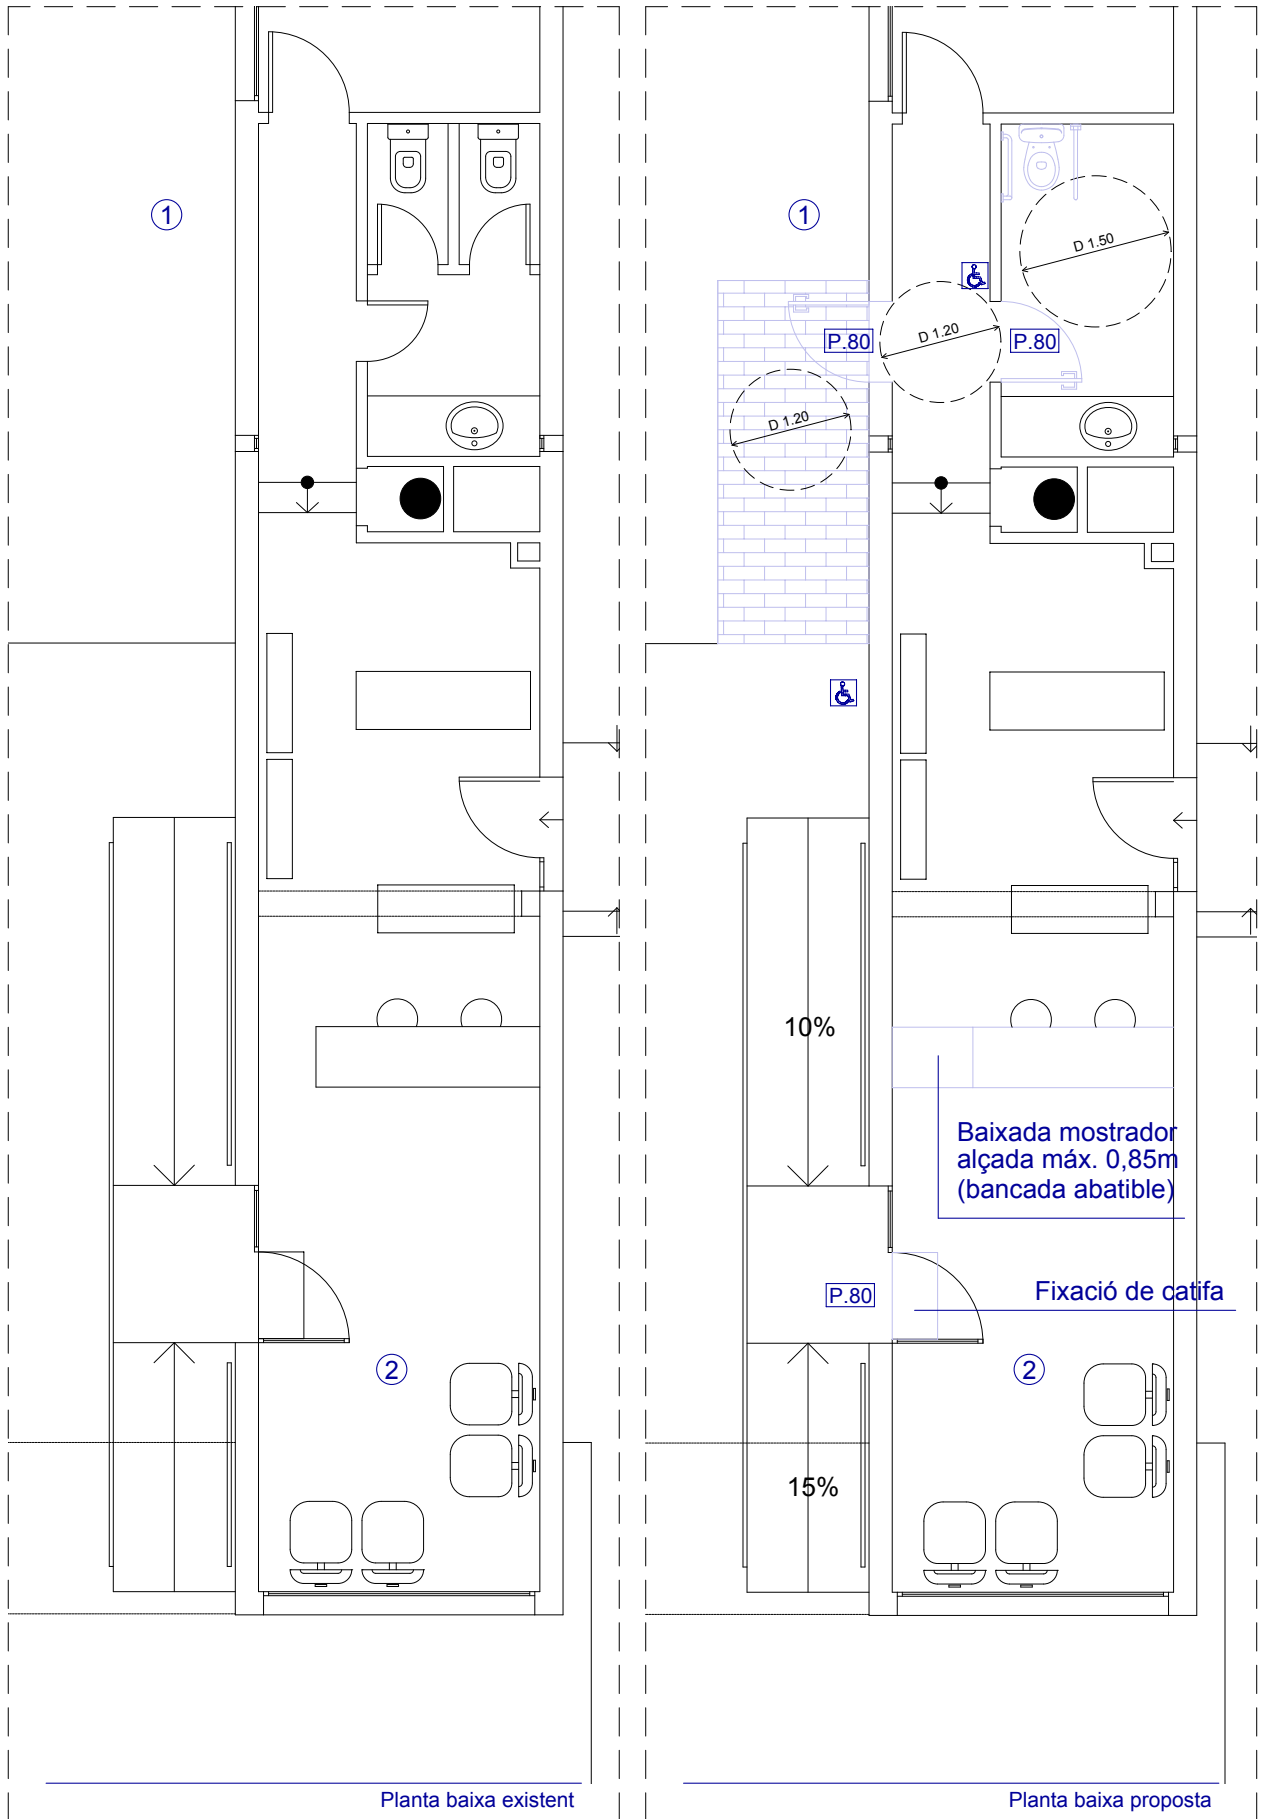 1
2
Planta baixa existent
1
D 1.50
P.80
D 1.20
P.80
D 1.20
10%
Baixada mostrador
alçada máx. 0,85m
(bancada abatible)
P.80
Fixació de catifa
2
15%
Planta baixa proposta